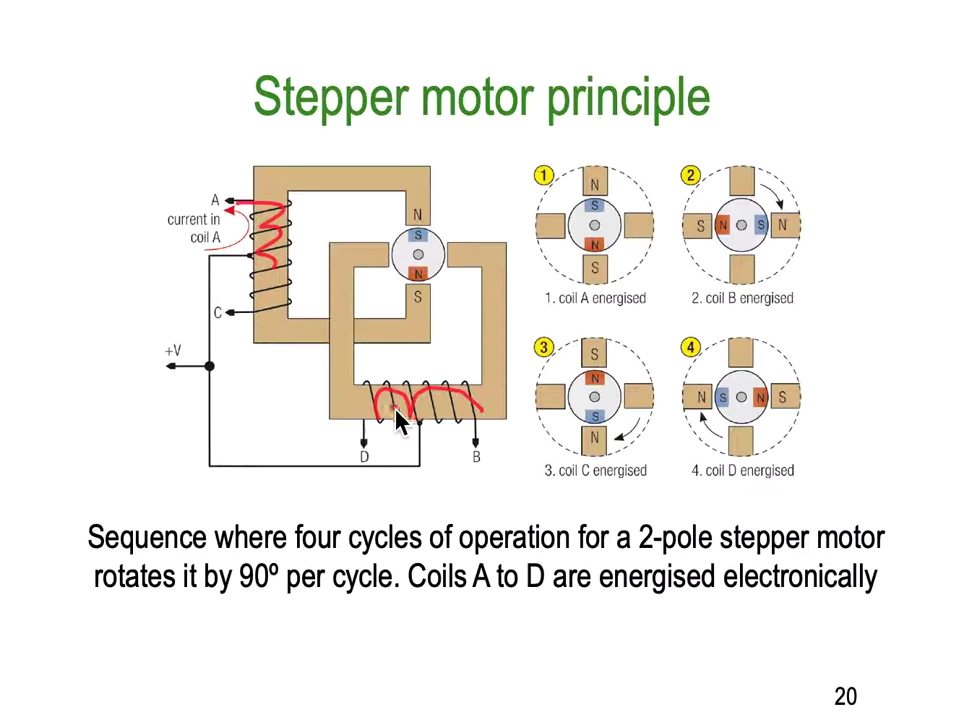 Stepper motor principle
A
current in
coil A
C
+V
N
S
N
S
D
B
1
N
S
N
S
1. coil A energised
2
S
N
S
N
2. coil B energised
3
S
N
S
N
3. coil C energised
4
N
S
N
S
4. coil D energised
Sequence where four cycles of operation for a 2-pole stepper motor
rotates it by 90º per cycle. Coils A to D are energised electronically
20